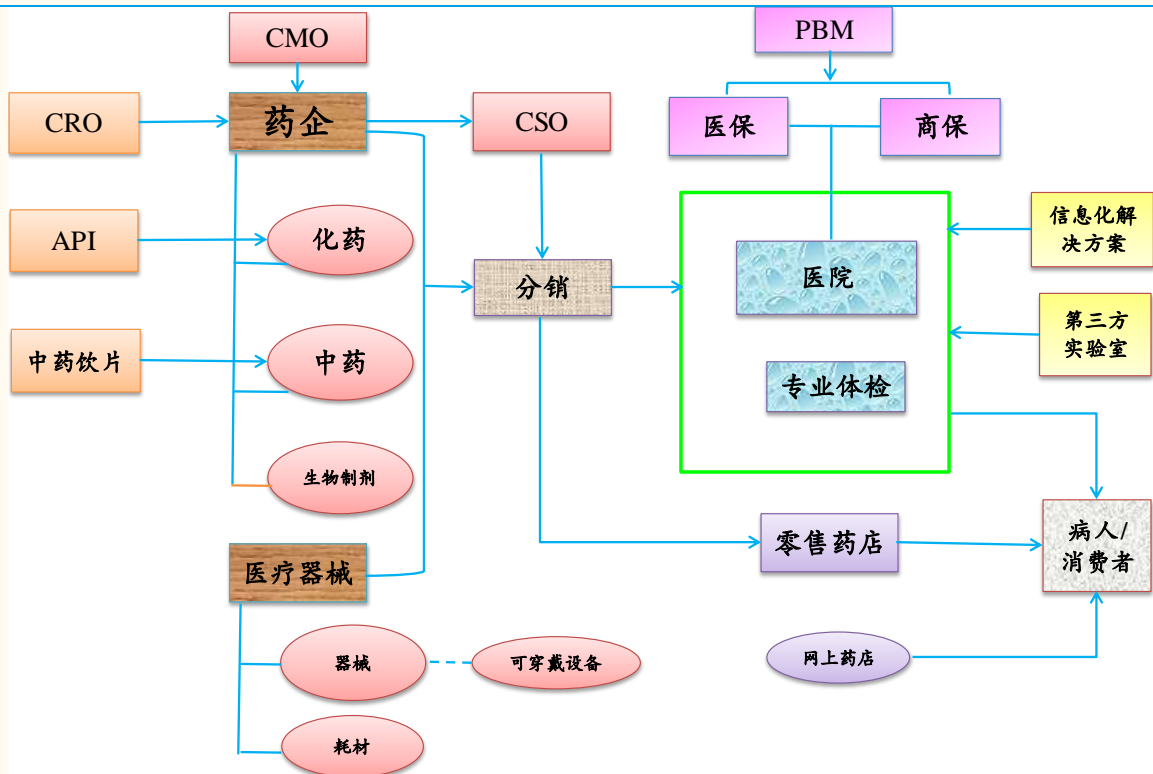 CMO
PBM
CRO
药企
CSO
医保
商保
API
化药
分销
医院
信息化解
决方案
中药饮片
中药
专业体检
第三方
实验室
生物制剂
零售药店
病人/
消费者
医疗器械
器械
可穿戴设备
网上药店
耗材